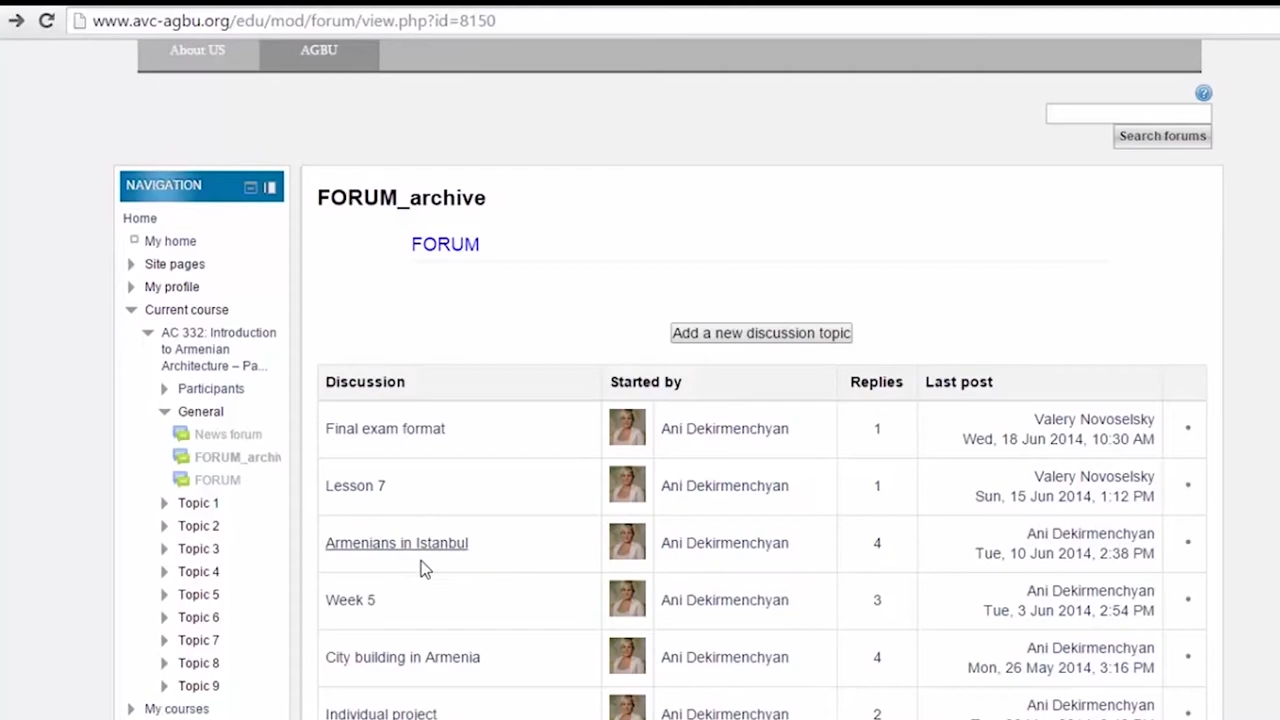 www.avc-agbu.org/edu/mod/forum/view.php?id=8150
About US
AGBU
?
Search forums
NAVIGATION
Home
My home
Site pages
My profile
Current course
AC 332: Introduction
to Armenian
Architecture – Pa...
Participants
General
News forum
FORUM_archiv
FORUM
Topic 1
Topic 2
Topic 3
Topic 4
Topic 5
Topic 6
Topic 7
Topic 8
Topic 9
My courses
FORUM_archive
FORUM
Add a new discussion topic
Discussion Started by Replies Last post
Final exam format Ani Dekirmenchyan 1 Valery Novoselsky
Wed, 18 Jun 2014, 10:30 AM
Lesson 7 Ani Dekirmenchyan 1 Valery Novoselsky
Sun, 15 Jun 2014, 1:12 PM
Armenians in Istanbul Ani Dekirmenchyan 4 Ani Dekirmenchyan
Tue, 10 Jun 2014, 2:38 PM
Week 5 Ani Dekirmenchyan 3 Ani Dekirmenchyan
Tue, 3 Jun 2014, 2:54 PM
City building in Armenia Ani Dekirmenchyan 4 Ani Dekirmenchyan
Mon, 26 May 2014, 3:16 PM
Individual project Ani Dekirmenchyan 2 Ani Dekirmenchyan